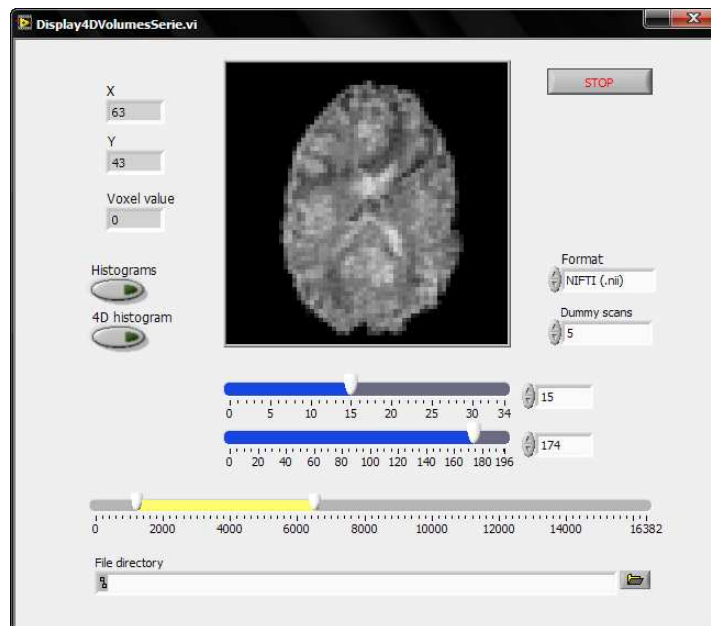 Display4DVolumesSerie.vi
X
63
Y
43
Voxel value
0
Histograms
4D histogram
STOP
Format
NIFTI (.nii)
Dummy scans
5
0 5 10 15 20 25 30 34
15
0 20 40 60 80 100 120 140 160 180 196
174
0 2000 4000 6000 8000 10000 12000 14000 16382
File directory